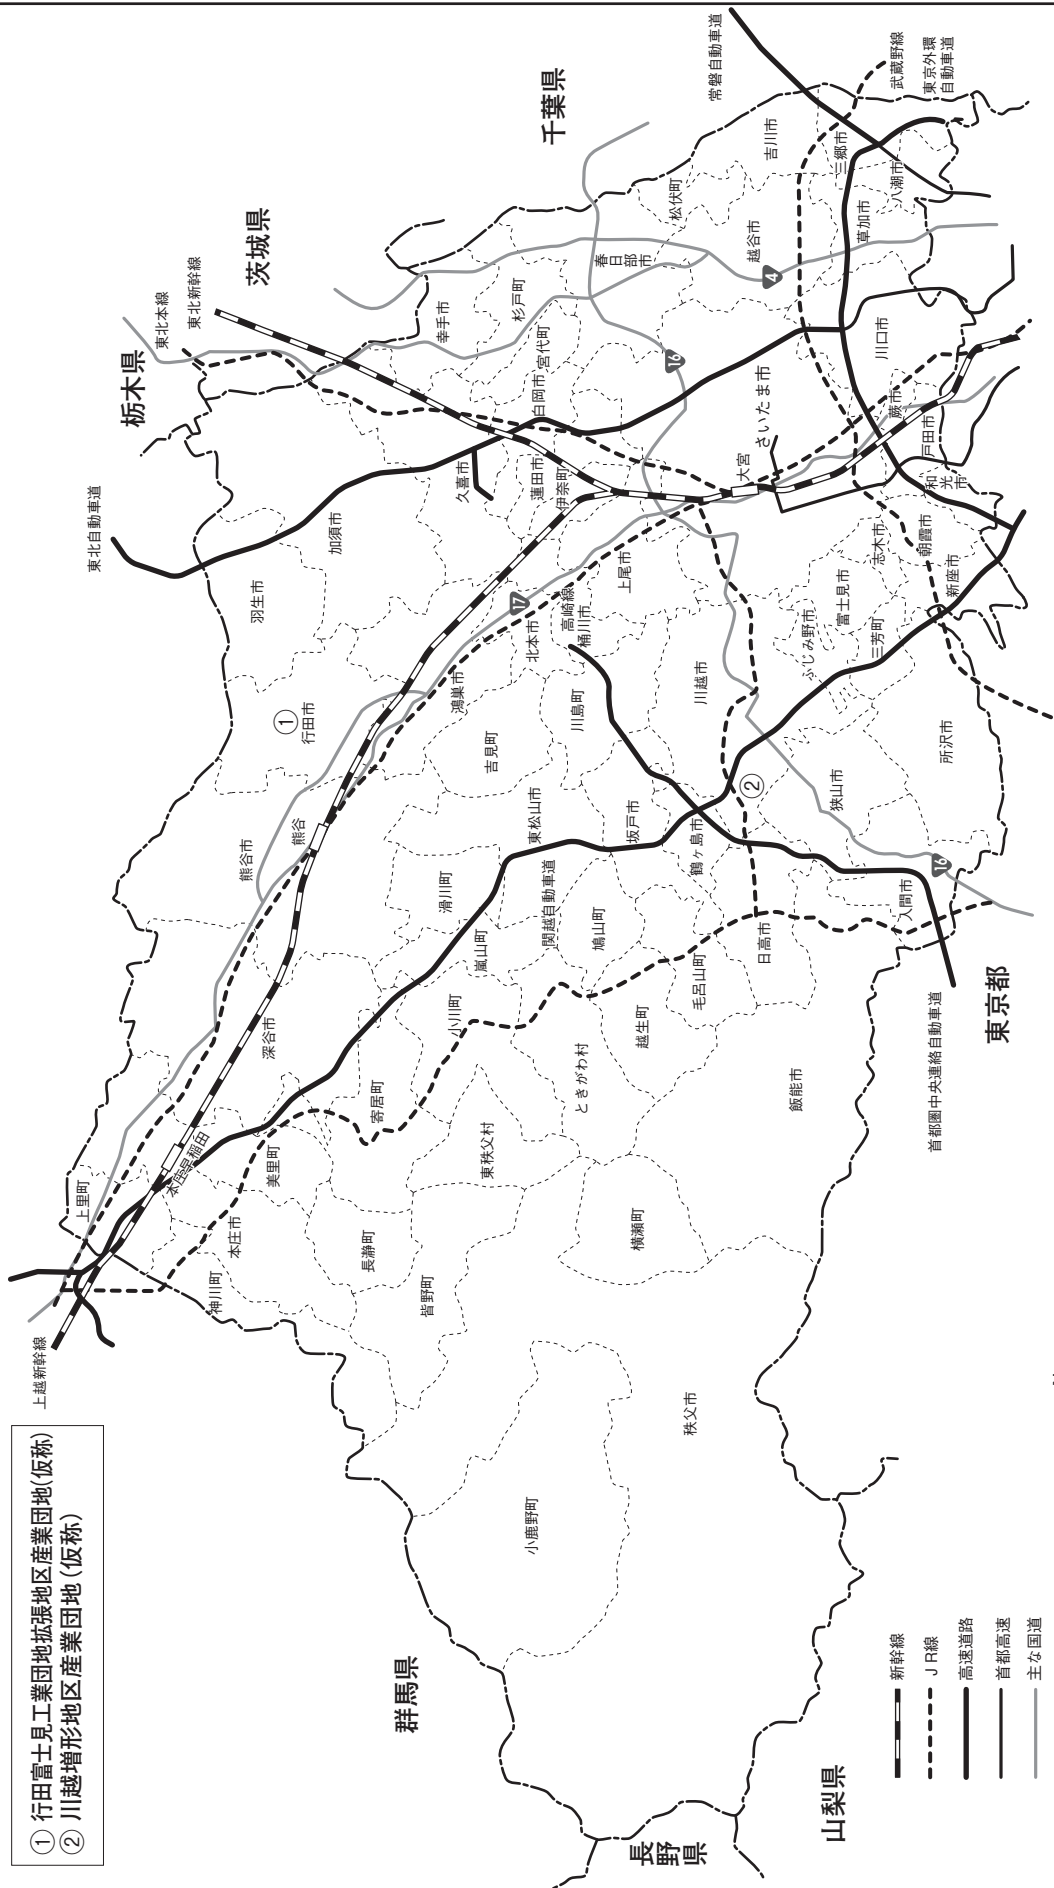 ① 行田富士見工業団地拡張地区産業団地(仮称)
② 川越増形地区産業団地(仮称)
群馬県
栃木県
茨城県
千葉県
東京都
山梨県
長野県
上越新幹線
東北自動車道
東北本線
東北新幹線
常磐自動車道
武蔵野線
東京外環自動車道
関越自動車道
首都圏中央連絡自動車道
高崎線
上里町
本庄早稲田
本庄市
神川町
美里町
深谷市
熊谷市
熊谷
①
行田市
羽生市
加須市
久喜市
幸手市
杉戸町
宮代町
白岡市
蓮田市
伊奈町
春日部市
松伏町
吉川市
越谷市
三郷市
八潮市
草加市
川口市
蕨市
戸田市
さいたま市
大宮
和光市
朝霞市
志木市
新座市
富士見市
三芳町
ふじみ野市
上尾市
桶川市
北本市
鴻巣市
吉見町
川島町
川越市
②
所沢市
狭山市
入間市
日高市
鶴ヶ島市
坂戸市
東松山市
滑川町
嵐山町
鳩山町
毛呂山町
越生町
小川町
ときがわ村
寄居町
東秩父村
長瀞町
皆野町
横瀬町
飯能市
秩父市
小鹿野町
17
16
4
16
新幹線
ＪＲ線
高速道路
首都高速
主な国道